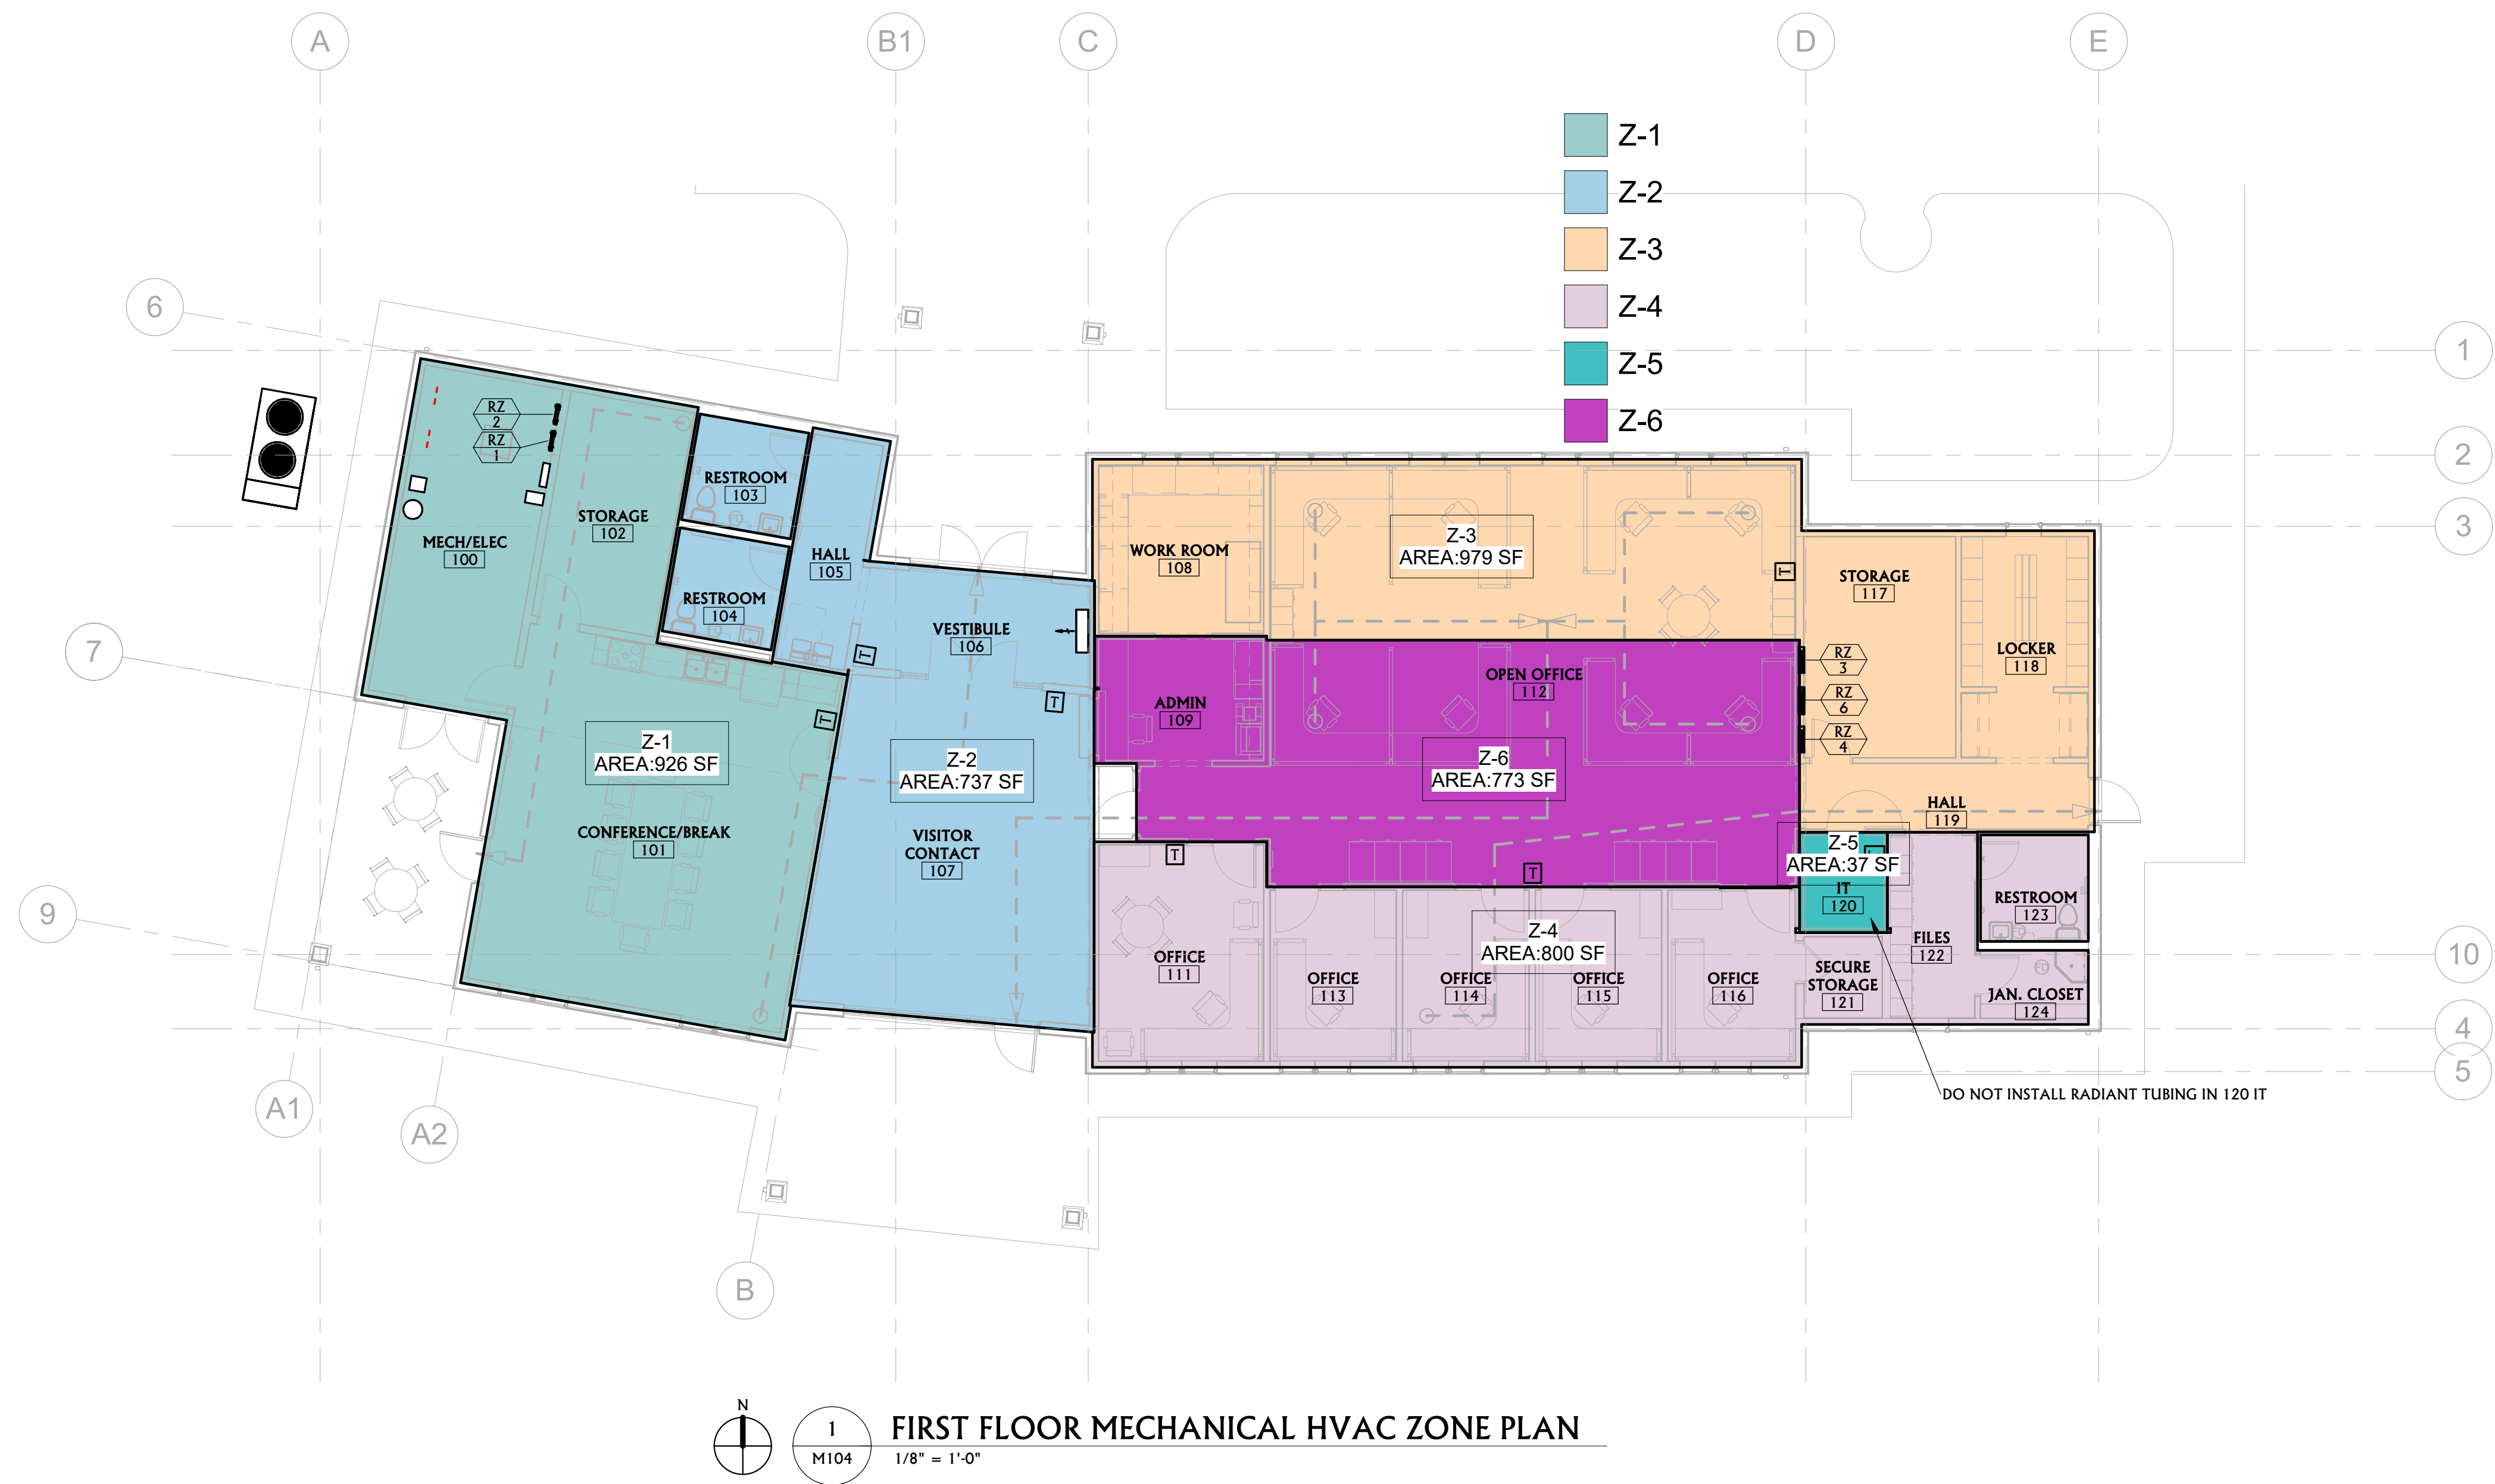 A
B1
C
D
E
Z-1
Z-2
Z-3
Z-4
Z-5
Z-6
6
7
9
1
2
3
10
4
5
A1
A2
B
RZ
2
RZ
1
MECH/ELEC
100
STORAGE
102
RESTROOM
103
RESTROOM
104
HALL
105
T
VESTIBULE
106
T
T
Z-1
AREA:926 SF
CONFERENCE/BREAK
101
Z-2
AREA:737 SF
VISITOR
CONTACT
107
WORK ROOM
108
Z-3
AREA:979 SF
T
STORAGE
117
LOCKER
118
RZ
3
RZ
6
RZ
4
ADMIN
109
OPEN OFFICE
112
Z-6
AREA:773 SF
HALL
119
T
T
Z-5
AREA:37 SF
IT
120
RESTROOM
123
FD
FILES
122
OFFICE
111
OFFICE
113
Z-4
AREA:800 SF
OFFICE
114
OFFICE
115
OFFICE
116
SECURE
STORAGE
121
FD
JAN. CLOSET
124
DO NOT INSTALL RADIANT TUBING IN 120 IT
N
1
M104
FIRST FLOOR MECHANICAL HVAC ZONE PLAN
1/8" = 1'-0"